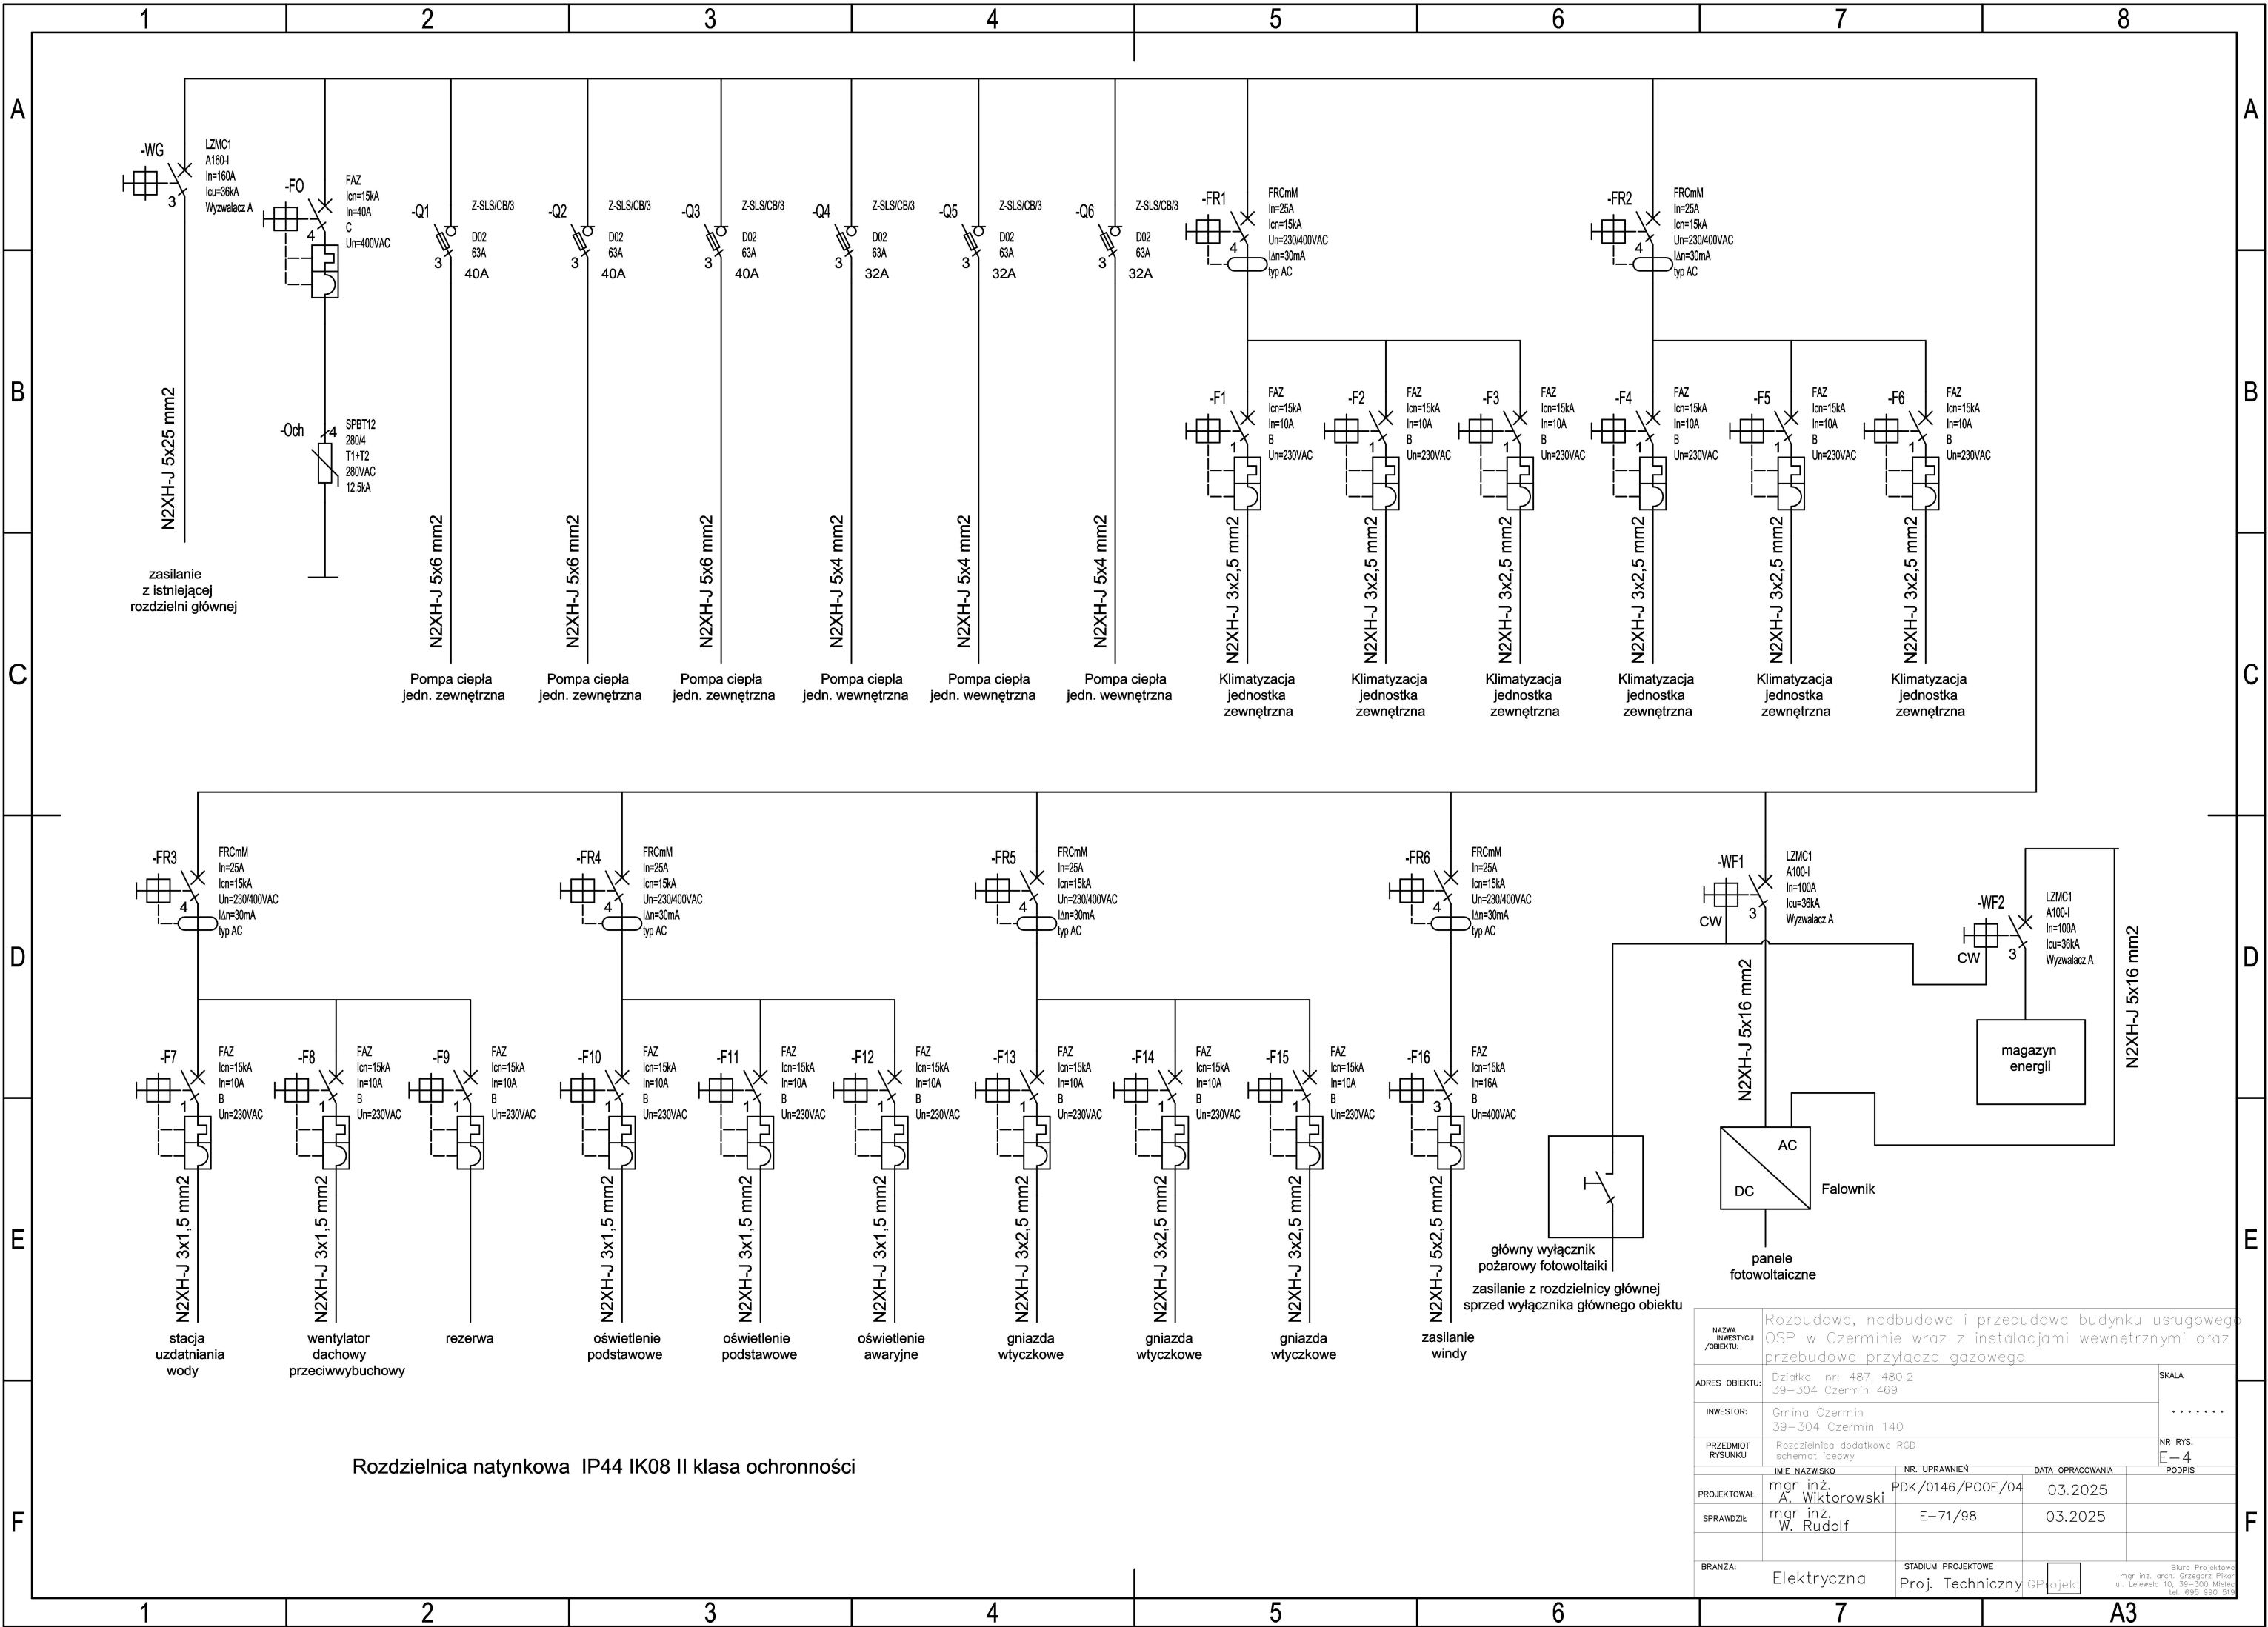 1 2 3 4 5 6 7 8
A A
B B
C C
D D
E E
F F
-WG
LZMC1
A160-I
In=160A
Icu=36kA
Wyzwalacz A
3
N2XH-J 5x25 mm2
zasilanie
z istniejącej
rozdzielni głównej
-FO
FAZ
Icn=15kA
In=40A
C
Un=400VAC
4
-Och
4
SPBT12
280/4
T1+T2
280VAC
12.5kA
-Q1
Z-SLS/CB/3
D02
63A
40A
3
N2XH-J 5x6 mm2
Pompa ciepła
jedn. zewnętrzna
-Q2
Z-SLS/CB/3
D02
63A
40A
3
N2XH-J 5x6 mm2
Pompa ciepła
jedn. zewnętrzna
-Q3
Z-SLS/CB/3
D02
63A
40A
3
N2XH-J 5x6 mm2
Pompa ciepła
jedn. zewnętrzna
-Q4
Z-SLS/CB/3
D02
63A
32A
3
N2XH-J 5x4 mm2
Pompa ciepła
jedn. wewnętrzna
-Q5
Z-SLS/CB/3
D02
63A
32A
3
N2XH-J 5x4 mm2
Pompa ciepła
jedn. wewnętrzna
-Q6
Z-SLS/CB/3
D02
63A
32A
3
N2XH-J 5x4 mm2
Pompa ciepła
jedn. wewnętrzna
-FR1
FRCmM
In=25A
Icn=15kA
Un=230/400VAC
IΔn=30mA
typ AC
4
-F1
FAZ
Icn=15kA
In=10A
B
Un=230VAC
1
N2XH-J 3x2,5 mm2
Klimatyzacja
jednostka
zewnętrzna
-F2
FAZ
Icn=15kA
In=10A
B
Un=230VAC
1
N2XH-J 3x2,5 mm2
Klimatyzacja
jednostka
zewnętrzna
-F3
FAZ
Icn=15kA
In=10A
B
Un=230VAC
1
N2XH-J 3x2,5 mm2
Klimatyzacja
jednostka
zewnętrzna
-FR2
FRCmM
In=25A
Icn=15kA
Un=230/400VAC
IΔn=30mA
typ AC
4
-F4
FAZ
Icn=15kA
In=10A
B
Un=230VAC
1
N2XH-J 3x2,5 mm2
Klimatyzacja
jednostka
zewnętrzna
-F5
FAZ
Icn=15kA
In=10A
B
Un=230VAC
1
N2XH-J 3x2,5 mm2
Klimatyzacja
jednostka
zewnętrzna
-F6
FAZ
Icn=15kA
In=10A
B
Un=230VAC
1
N2XH-J 3x2,5 mm2
Klimatyzacja
jednostka
zewnętrzna
-FR3
FRCmM
In=25A
Icn=15kA
Un=230/400VAC
IΔn=30mA
typ AC
4
-F7
FAZ
Icn=15kA
In=10A
B
Un=230VAC
1
N2XH-J 3x1,5 mm2
stacja
uzdatniania
wody
-F8
FAZ
Icn=15kA
In=10A
B
Un=230VAC
1
N2XH-J 3x1,5 mm2
wentylator
dachowy
przeciwwybuchowy
-F9
FAZ
Icn=15kA
In=10A
B
Un=230VAC
1
rezerwa
-FR4
FRCmM
In=25A
Icn=15kA
Un=230/400VAC
IΔn=30mA
typ AC
4
-F10
FAZ
Icn=15kA
In=10A
B
Un=230VAC
1
N2XH-J 3x1,5 mm2
oświetlenie
podstawowe
-F11
FAZ
Icn=15kA
In=10A
B
Un=230VAC
1
N2XH-J 3x1,5 mm2
oświetlenie
podstawowe
-F12
FAZ
Icn=15kA
In=10A
B
Un=230VAC
1
N2XH-J 3x1,5 mm2
oświetlenie
awaryjne
-FR5
FRCmM
In=25A
Icn=15kA
Un=230/400VAC
IΔn=30mA
typ AC
4
-F13
FAZ
Icn=15kA
In=10A
B
Un=230VAC
1
N2XH-J 3x2,5 mm2
gniazda
wtyczkowe
-F14
FAZ
Icn=15kA
In=10A
B
Un=230VAC
1
N2XH-J 3x2,5 mm2
gniazda
wtyczkowe
-F15
FAZ
Icn=15kA
In=10A
B
Un=230VAC
1
N2XH-J 3x2,5 mm2
gniazda
wtyczkowe
-FR6
FRCmM
In=25A
Icn=15kA
Un=230/400VAC
IΔn=30mA
typ AC
4
-F16
FAZ
Icn=15kA
In=16A
B
Un=400VAC
3
N2XH-J 5x2,5 mm2
zasilanie
windy
-WF1
LZMC1
A100-I
In=100A
Icu=36kA
Wyzwalacz A
CW
3
N2XH-J 5x16 mm2
-WF2
LZMC1
A100-I
In=100A
Icu=36kA
Wyzwalacz A
CW
3
N2XH-J 5x16 mm2
magazyn
energii
AC
DC
Falownik
panele
fotowoltaiczne
główny wyłącznik
pożarowy fotowoltaiki
zasilanie z rozdzielnicy głównej
sprzed wyłącznika głównego obiektu
Rozdzielnica natynkowa IP44 IK08 II klasa ochronności
NAZWA
INWESTYCJI
/OBIEKTU:
Rozbudowa, nadbudowa i przebudowa budynku usługowego
OSP w Czerminie wraz z instalacjami wewnętrznymi oraz
przebudowa przyłącza gazowego
ADRES OBIEKTU:
Działka nr: 487, 480.2
39-304 Czermin 469
SKALA
.......
INWESTOR:
Gmina Czermin
39-304 Czermin 140
PRZEDMIOT
RYSUNKU
Rozdzielnica dodatkowa RGD
schemat ideowy
NR RYS.
E-4
IMIE NAZWISKO NR. UPRAWNIEŃ DATA OPRACOWANIA PODPIS
PROJEKTOWAŁ
mgr inż.
A. Wiktorowski
PDK/0146/POOE/04
03.2025
SPRAWDZIŁ
mgr inż.
W. Rudolf
E-71/98
03.2025
BRANŻA:
Elektryczna
STADIUM PROJEKTOWE
Proj. Techniczny
GProjekt
Biuro Projektowe
mgr inż. arch. Grzegorz Pikor
ul. Lelewela 10, 39-300 Mielec
tel. 695 990 519
1 2 3 4 5 6 7 A3